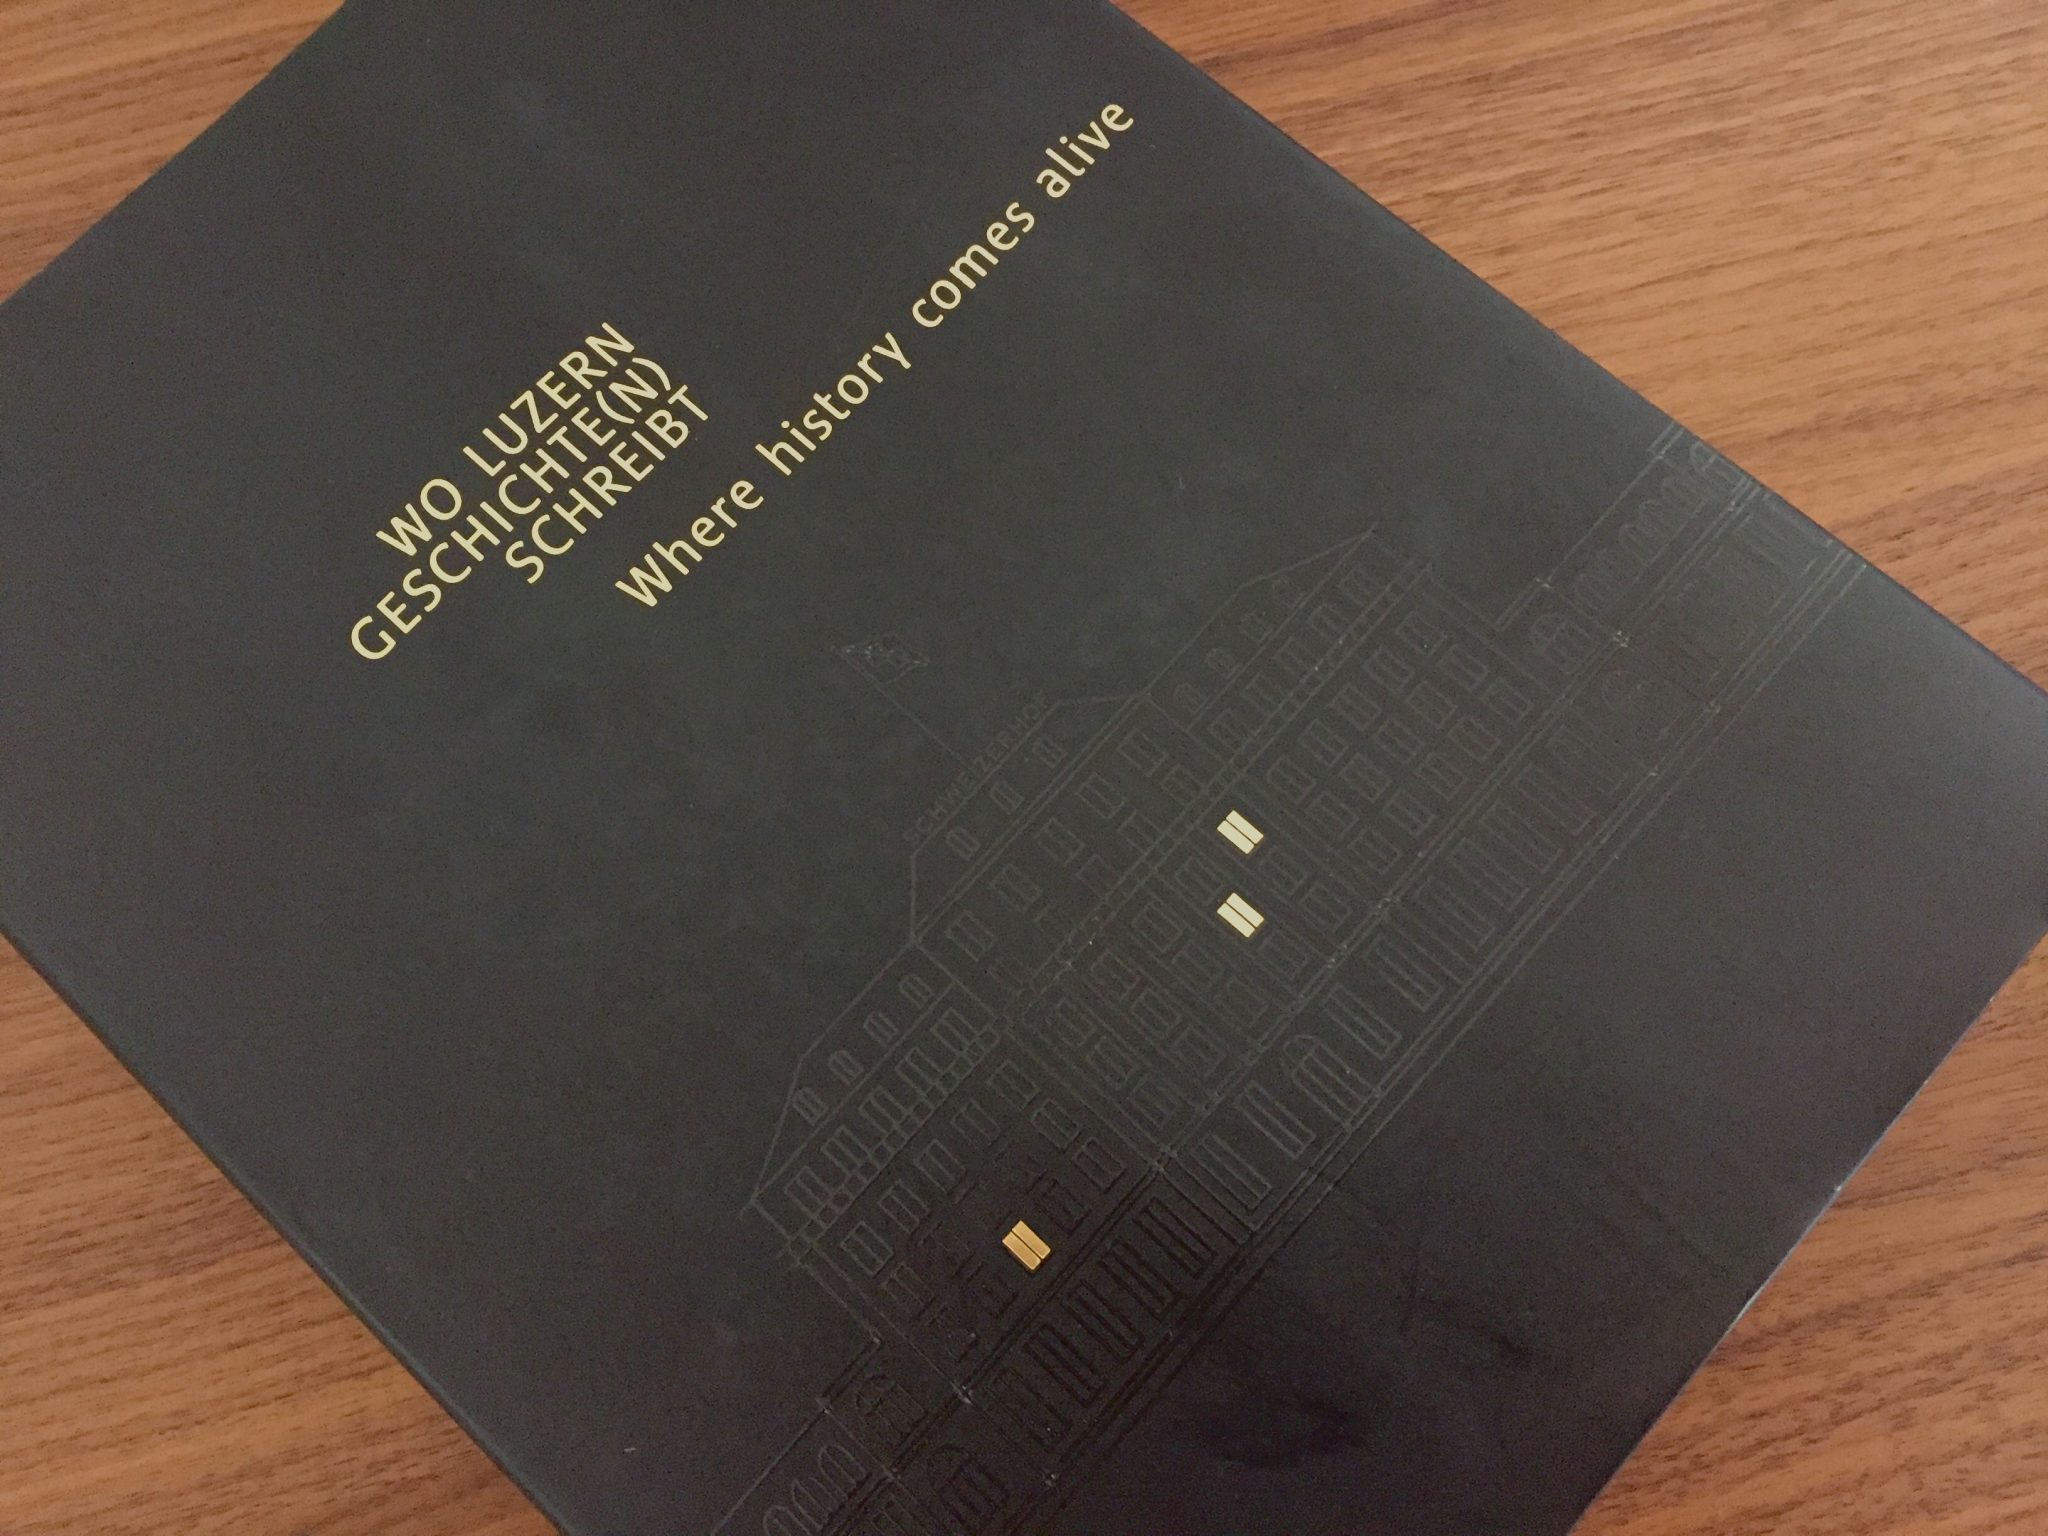 WO LUZERN
GESCHICHTE(N)
SCHREIBT
Where history comes alive
SCHWEIZERHOF